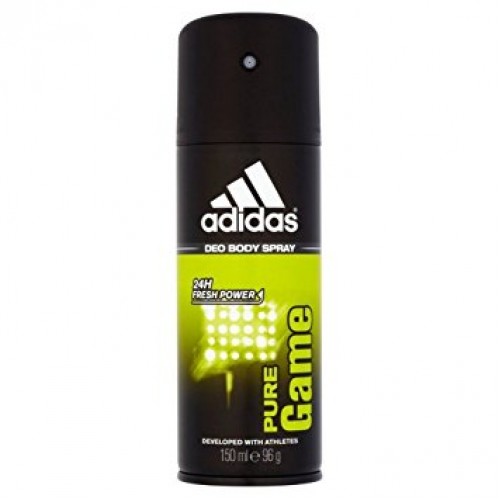 adidas®
DEO BODY SPRAY
24H
FRESH POWER
PURE
Game
DEVELOPED WITH ATHLETES
150 ml e 96 g